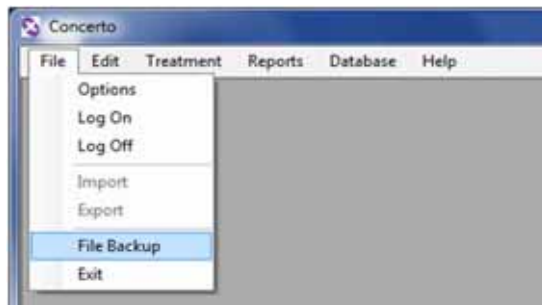 Concerto
File Edit Treatment Reports Database Help
Options
Log On
Log Off
Import
Export
File Backup
Exit